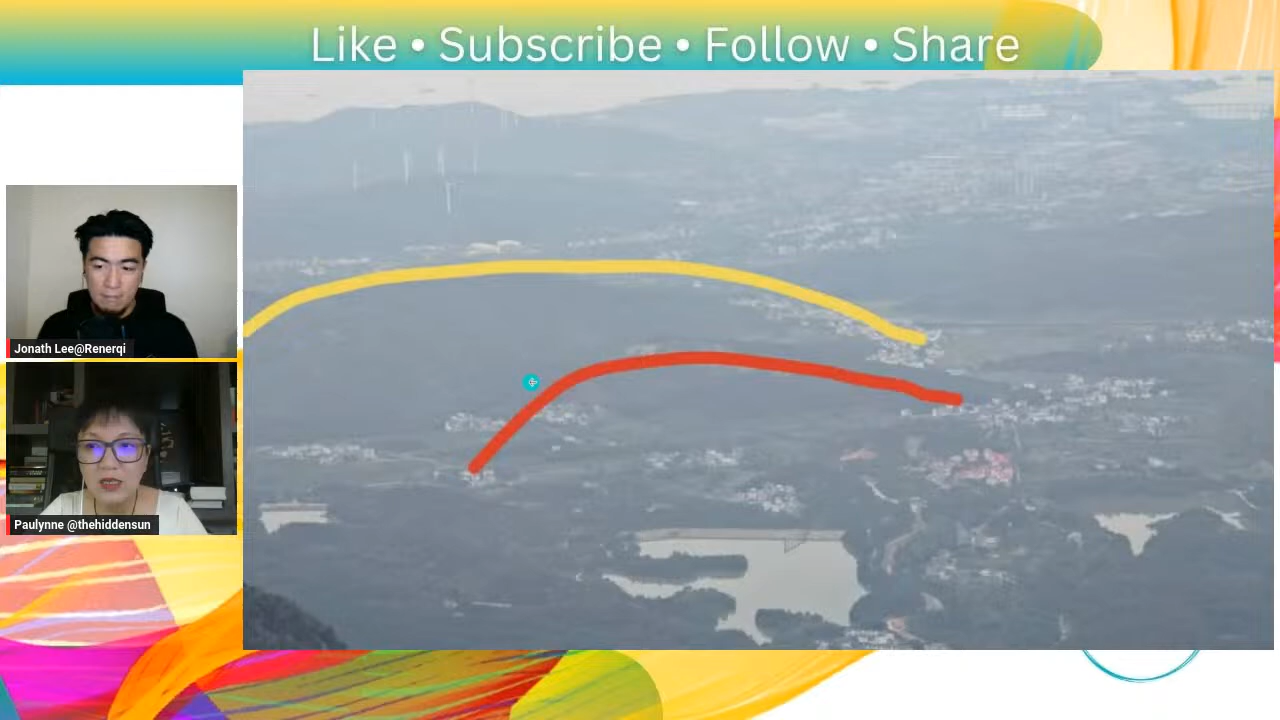 Like • Subscribe • Follow • Share
Jonath Lee@Renerqi
Paulynne @thehiddensun